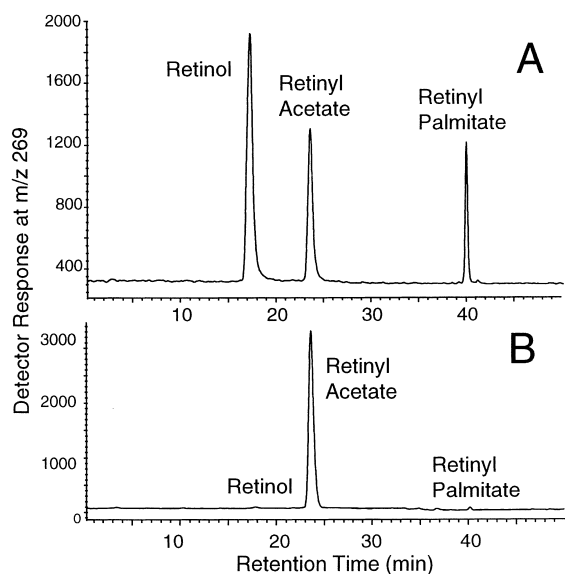 2000
1600
1200
800
400
A
Retinol
Retinyl
Acetate
Retinyl
Palmitate
10
20
30
40
Detector Response at m/z 269
3000
2000
1000
0
B
Retinyl
Acetate
Retinol
Retinyl
Palmitate
10
20
30
40
Retention Time (min)